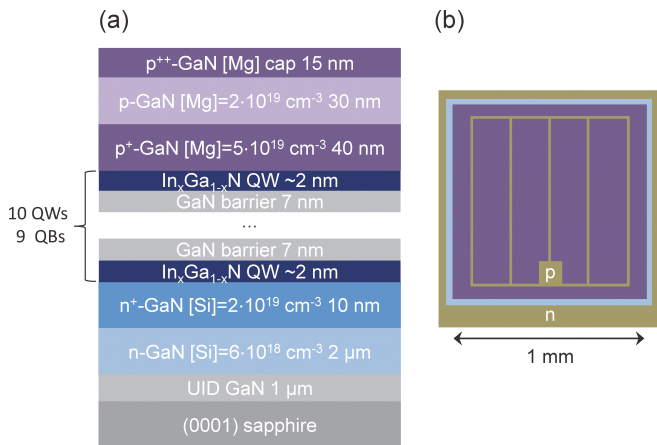 (a)
p⁺⁺-GaN [Mg] cap 15 nm
p-GaN [Mg]=2·10¹⁹ cm⁻³ 30 nm
p⁺-GaN [Mg]=5·10¹⁹ cm⁻³ 40 nm
InₓGa₁₋ₓN QW ~2 nm
GaN barrier 7 nm
10 QWs
9 QBs
...
GaN barrier 7 nm
InₓGa₁₋ₓN QW ~2 nm
n⁺-GaN [Si]=2·10¹⁹ cm⁻³ 10 nm
n-GaN [Si]=6·10¹⁸ cm⁻³ 2 µm
UID GaN 1 µm
(0001) sapphire
(b)
p
n
1 mm